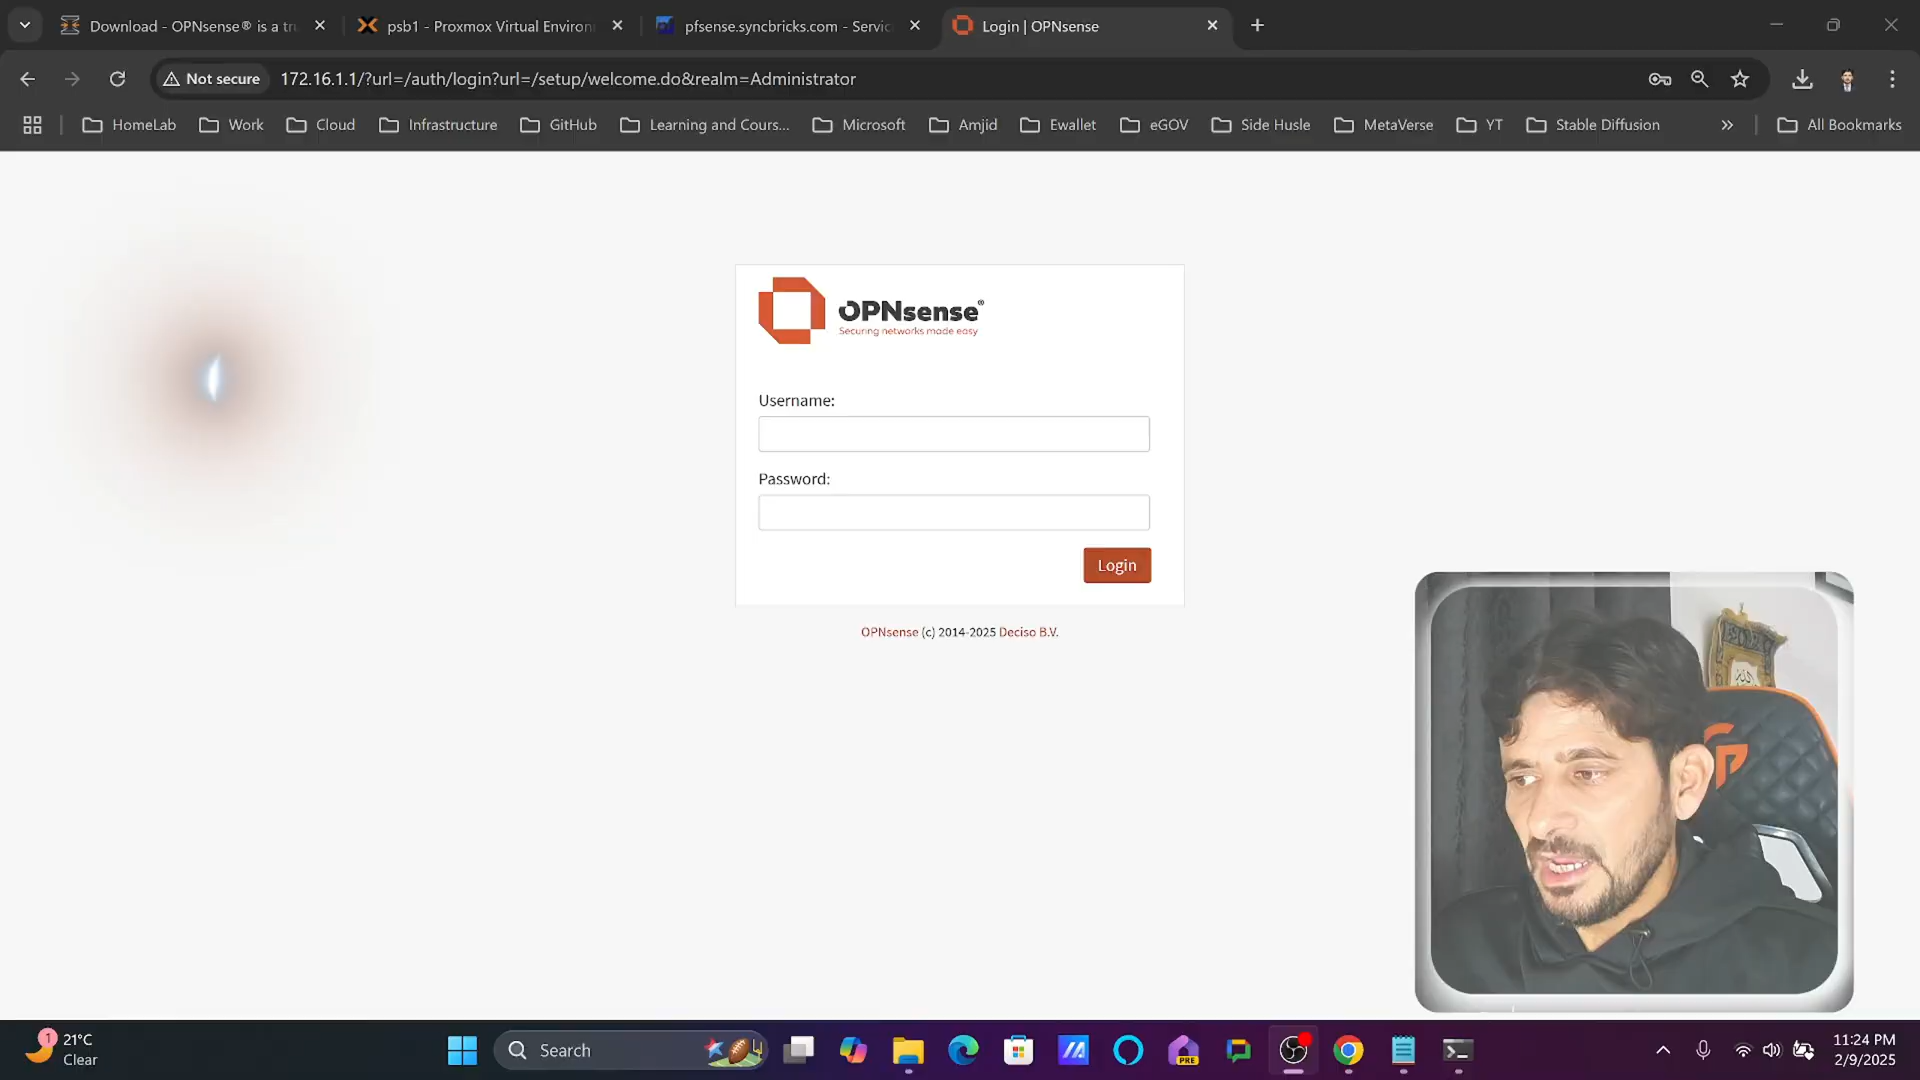 Download - OPNsense® is a tru
psb1 - Proxmox Virtual Environ
pfsense.syncbricks.com - Servic
Login | OPNsense
Not secure
172.16.1.1/?url=/auth/login?url=/setup/welcome.do&realm=Administrator
HomeLab
Work
Cloud
Infrastructure
GitHub
Learning and Cours...
Microsoft
Amjid
Ewallet
eGOV
Side Husle
MetaVerse
YT
Stable Diffusion
All Bookmarks
OPNsense®
Securing networks made easy
Username:
Password:
Login
OPNsense (c) 2014-2025 Deciso B.V.
1
21°C
Clear
Search
PRE
11:24 PM
2/9/2025